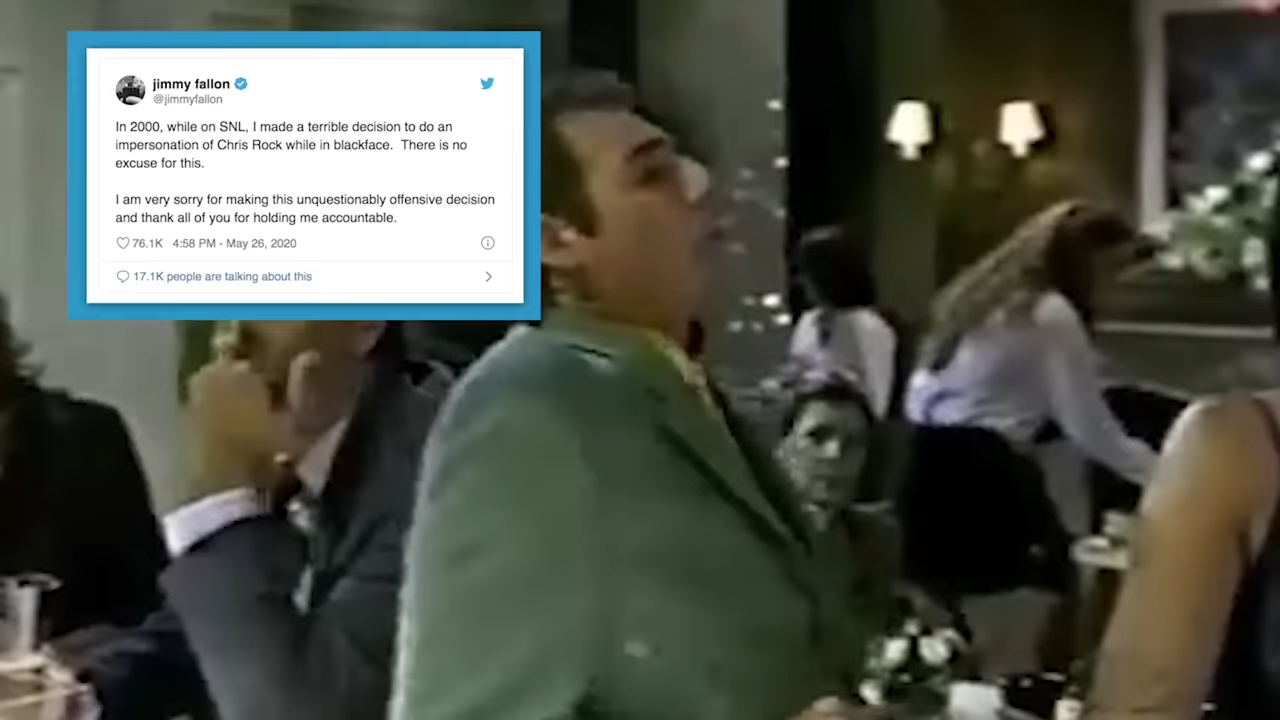 jimmy fallon
@jimmyfallon
In 2000, while on SNL, I made a terrible decision to do an
impersonation of Chris Rock while in blackface.  There is no
excuse for this.
I am very sorry for making this unquestionably offensive decision
and thank all of you for holding me accountable.
76.1K 4:58 PM - May 26, 2020
17.1K people are talking about this